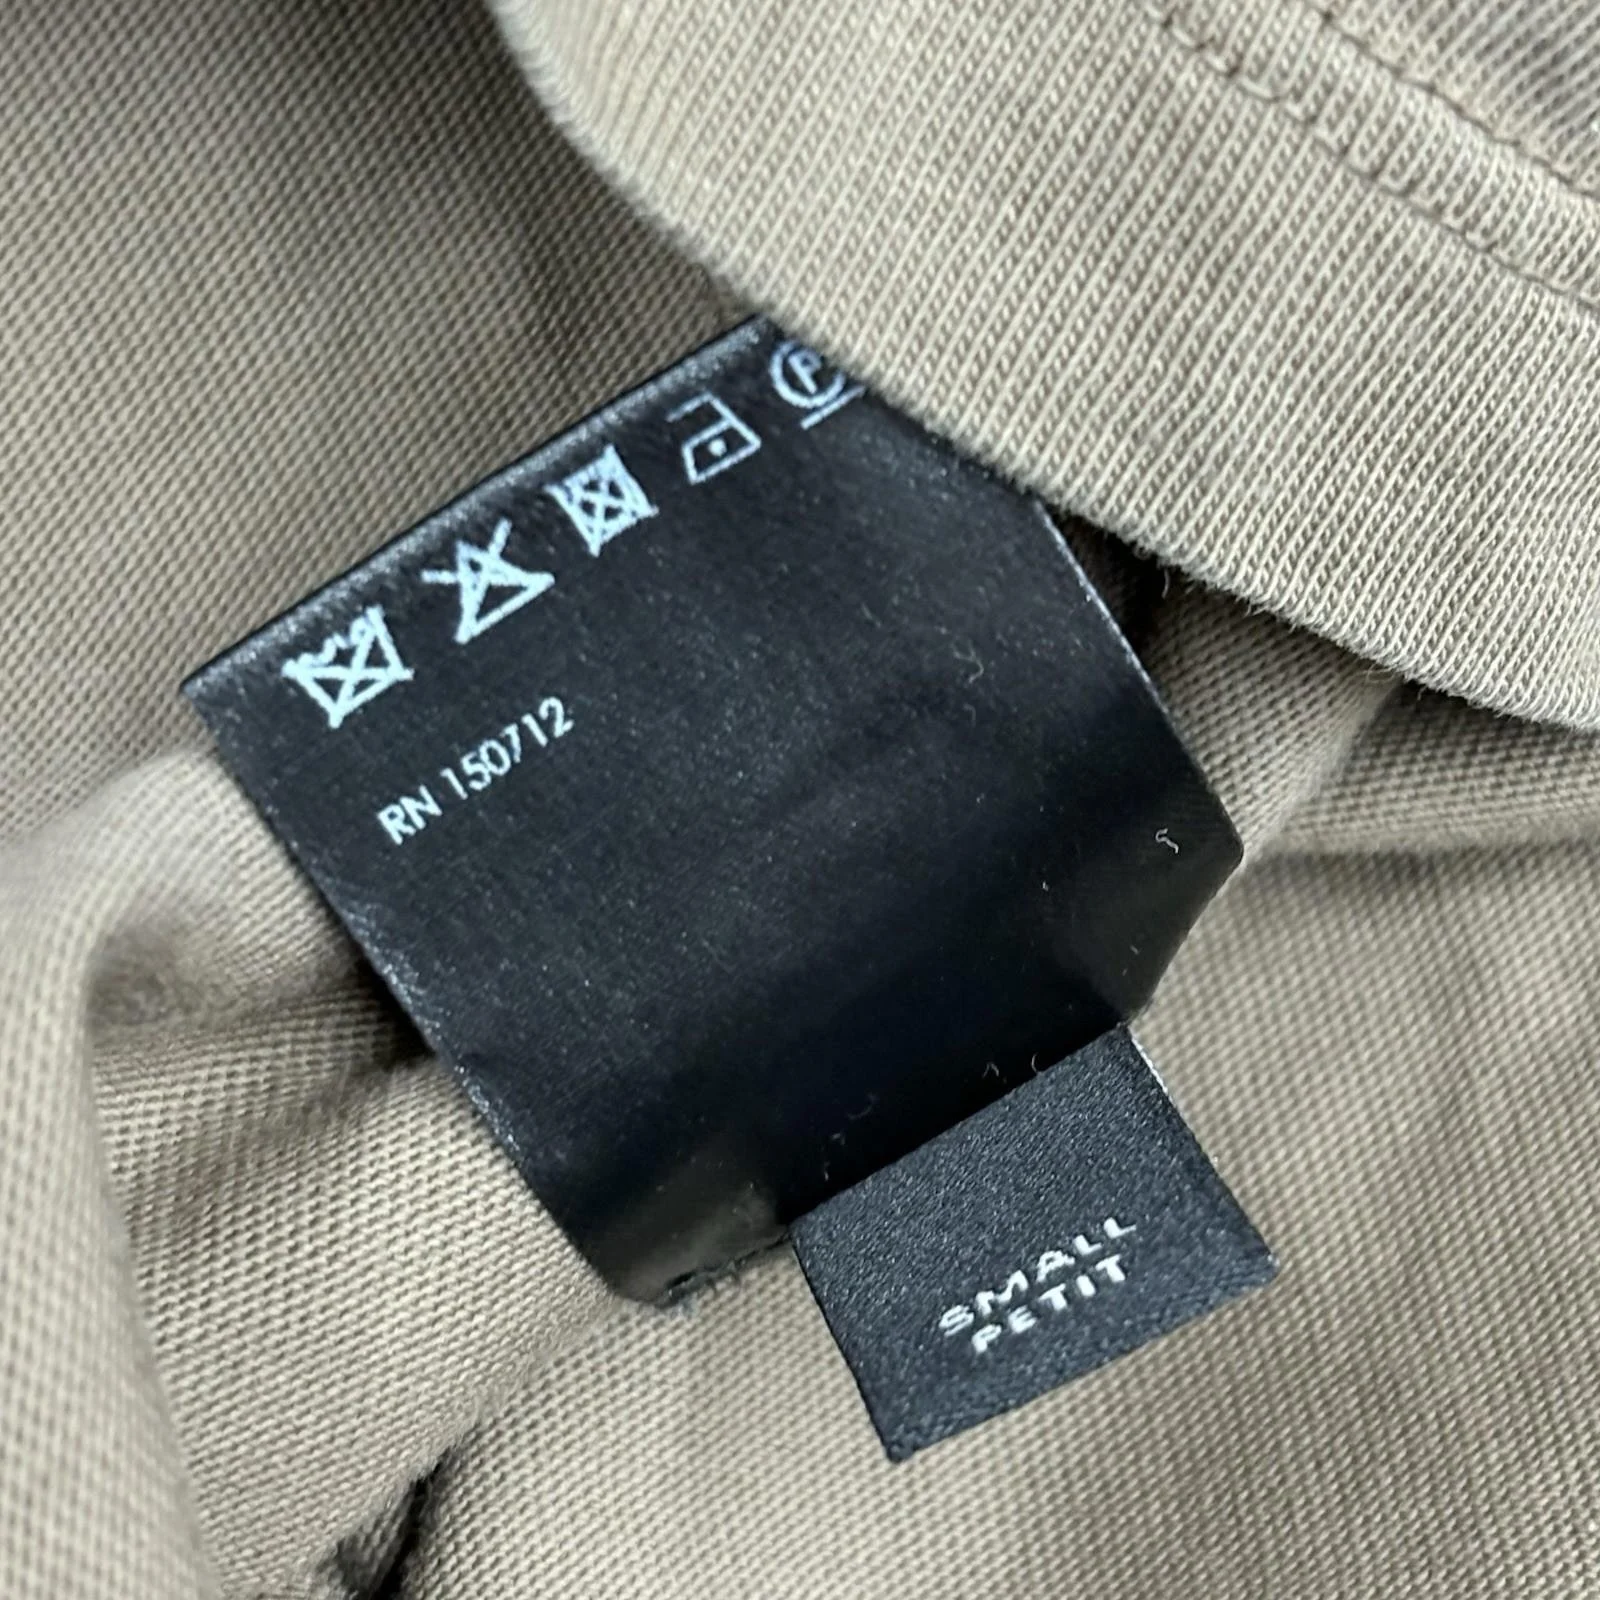 P
RN 150712
SMALL
PETIT